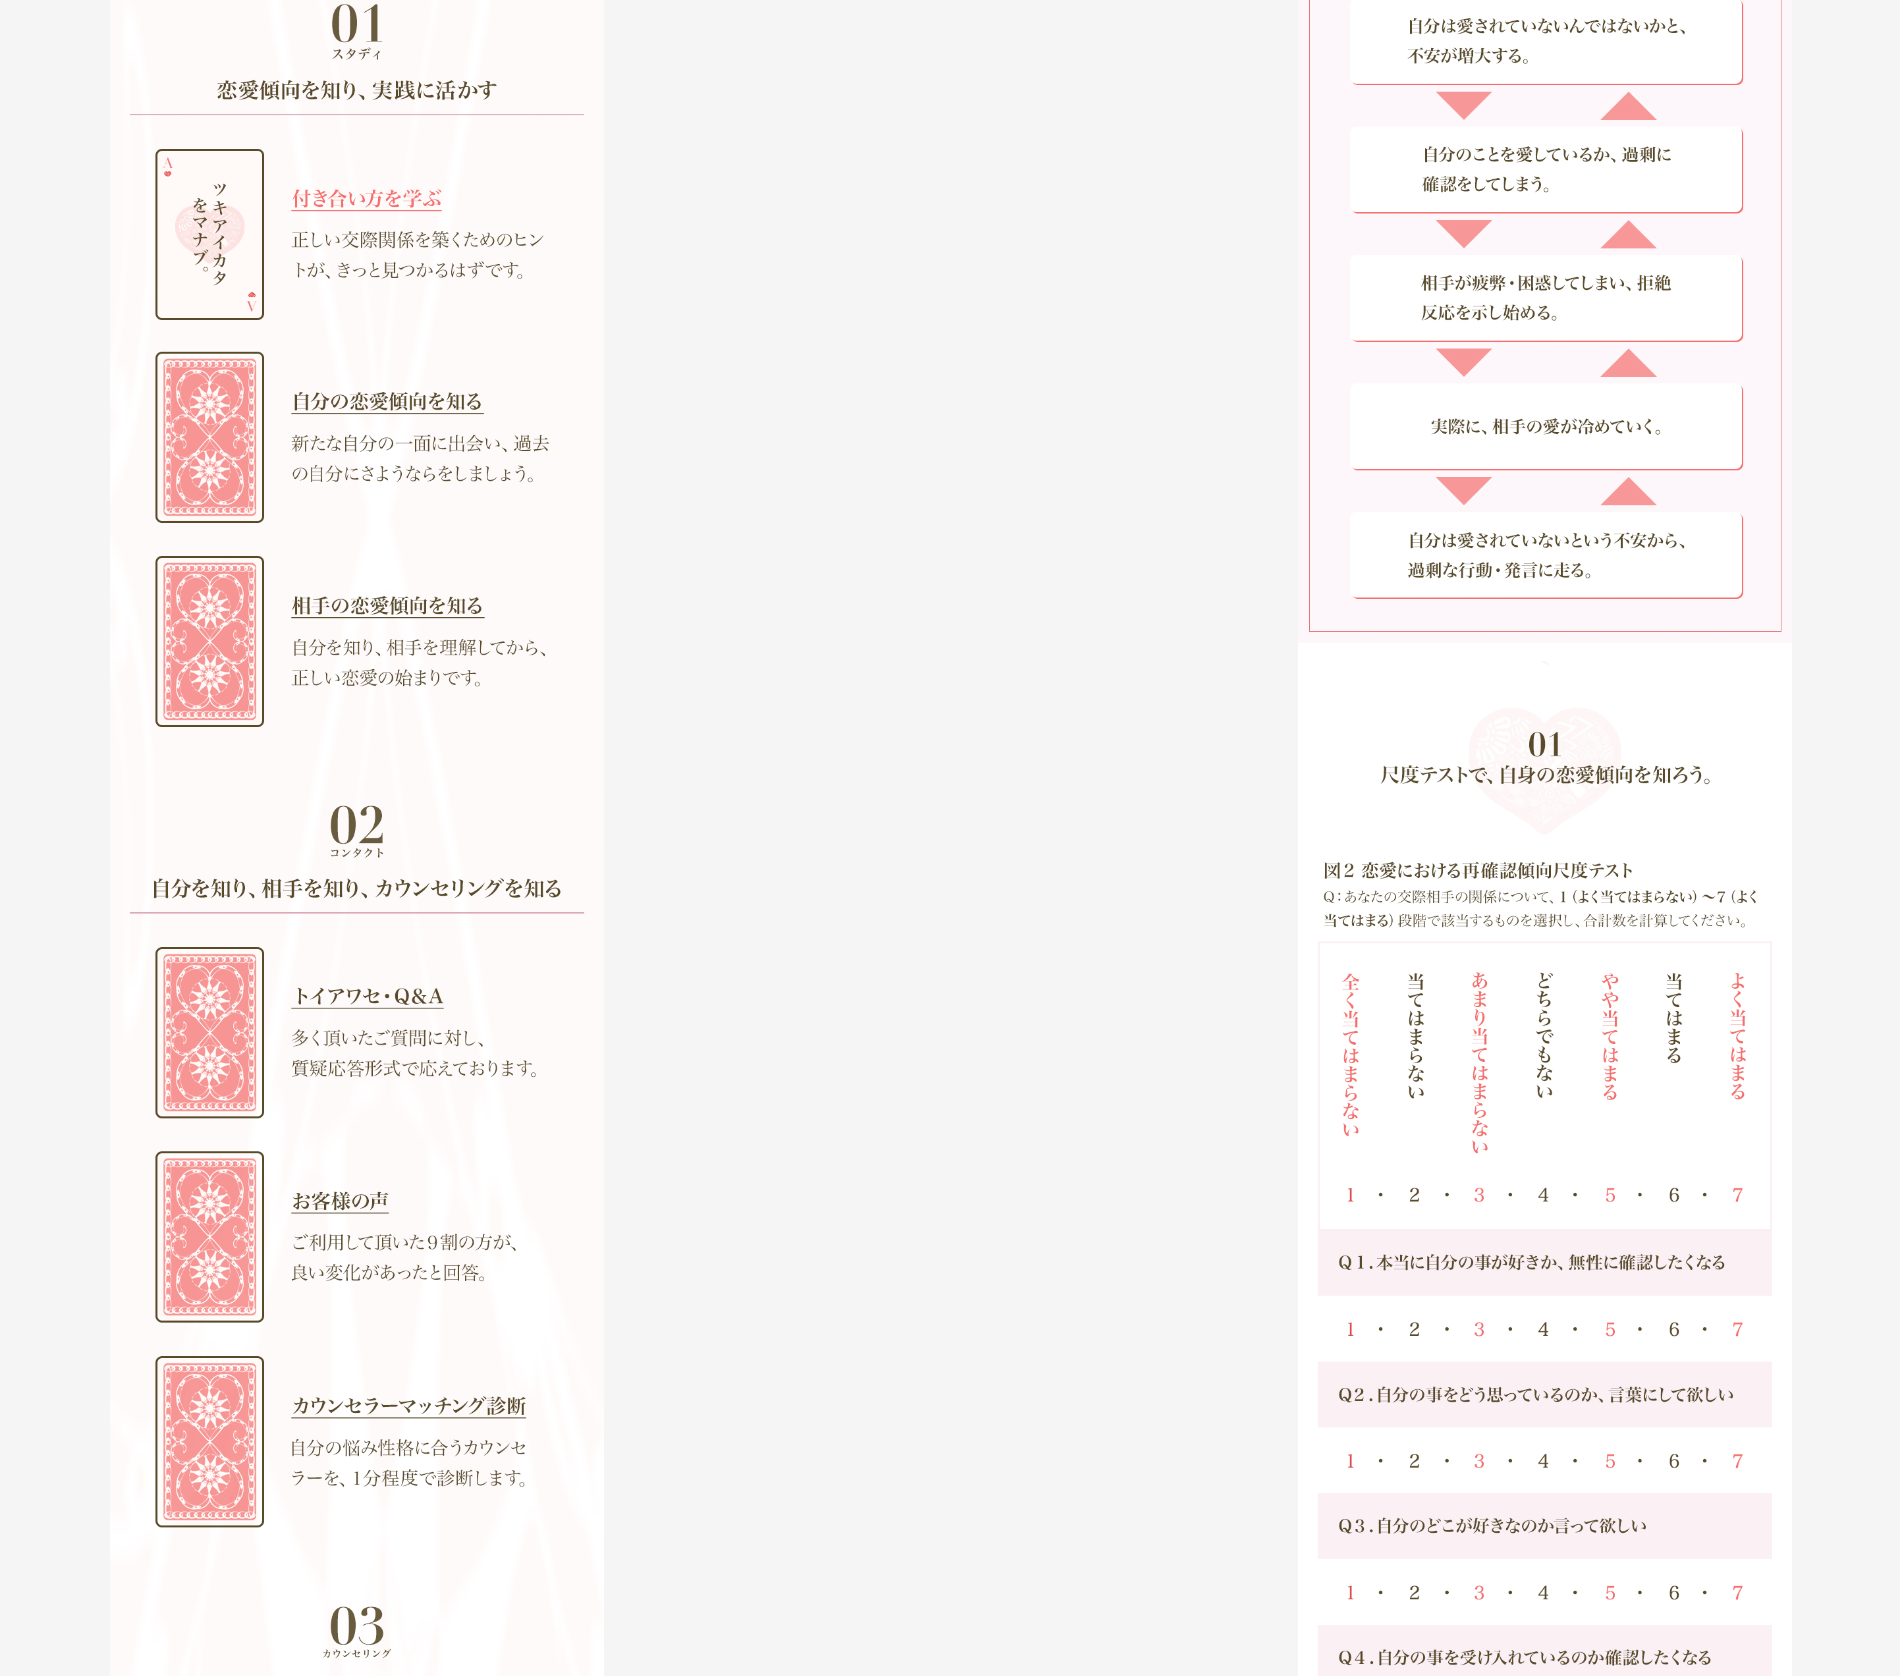 01
スタディ
恋愛傾向を知り、実践に活かす
A
ツキアイカタ
をマナブ。
A
付き合い方を学ぶ
正しい交際関係を築くためのヒン
トが、きっと見つかるはずです。
自分の恋愛傾向を知る
新たな自分の一面に出会い、過去
の自分にさようならをしましょう。
相手の恋愛傾向を知る
自分を知り、相手を理解してから、
正しい恋愛の始まりです。
02
コンタクト
自分を知り、相手を知り、カウンセリングを知る
トイアワセ・Q&A
多く頂いたご質問に対し、
質疑応答形式で応えております。
お客様の声
ご利用して頂いた9割の方が、
良い変化があったと回答。
カウンセラーマッチング診断
自分の悩み性格に合うカウンセ
ラーを、1分程度で診断します。
03
カウンセリング
自分は愛されていないんではないかと、
不安が増大する。
自分のことを愛しているか、過剰に
確認をしてしまう。
相手が疲弊・困惑してしまい、拒絶
反応を示し始める。
実際に、相手の愛が冷めていく。
自分は愛されていないという不安から、
過剰な行動・発言に走る。
01
尺度テストで、自身の恋愛傾向を知ろう。
図2 恋愛における再確認傾向尺度テスト
Q：あなたの交際相手の関係について、1（よく当てはまらない）〜7（よく
当てはまる）段階で該当するものを選択し、合計数を計算してください。
全く当てはまらない
当てはまらない
あまり当てはまらない
どちらでもない
やや当てはまる
当てはまる
よく当てはまる
1 ・ 2 ・ 3 ・ 4 ・ 5 ・ 6 ・ 7
Q1.本当に自分の事が好きか、無性に確認したくなる
1 ・ 2 ・ 3 ・ 4 ・ 5 ・ 6 ・ 7
Q2.自分の事をどう思っているのか、言葉にして欲しい
1 ・ 2 ・ 3 ・ 4 ・ 5 ・ 6 ・ 7
Q3.自分のどこが好きなのか言って欲しい
1 ・ 2 ・ 3 ・ 4 ・ 5 ・ 6 ・ 7
Q4.自分の事を受け入れているのか確認したくなる